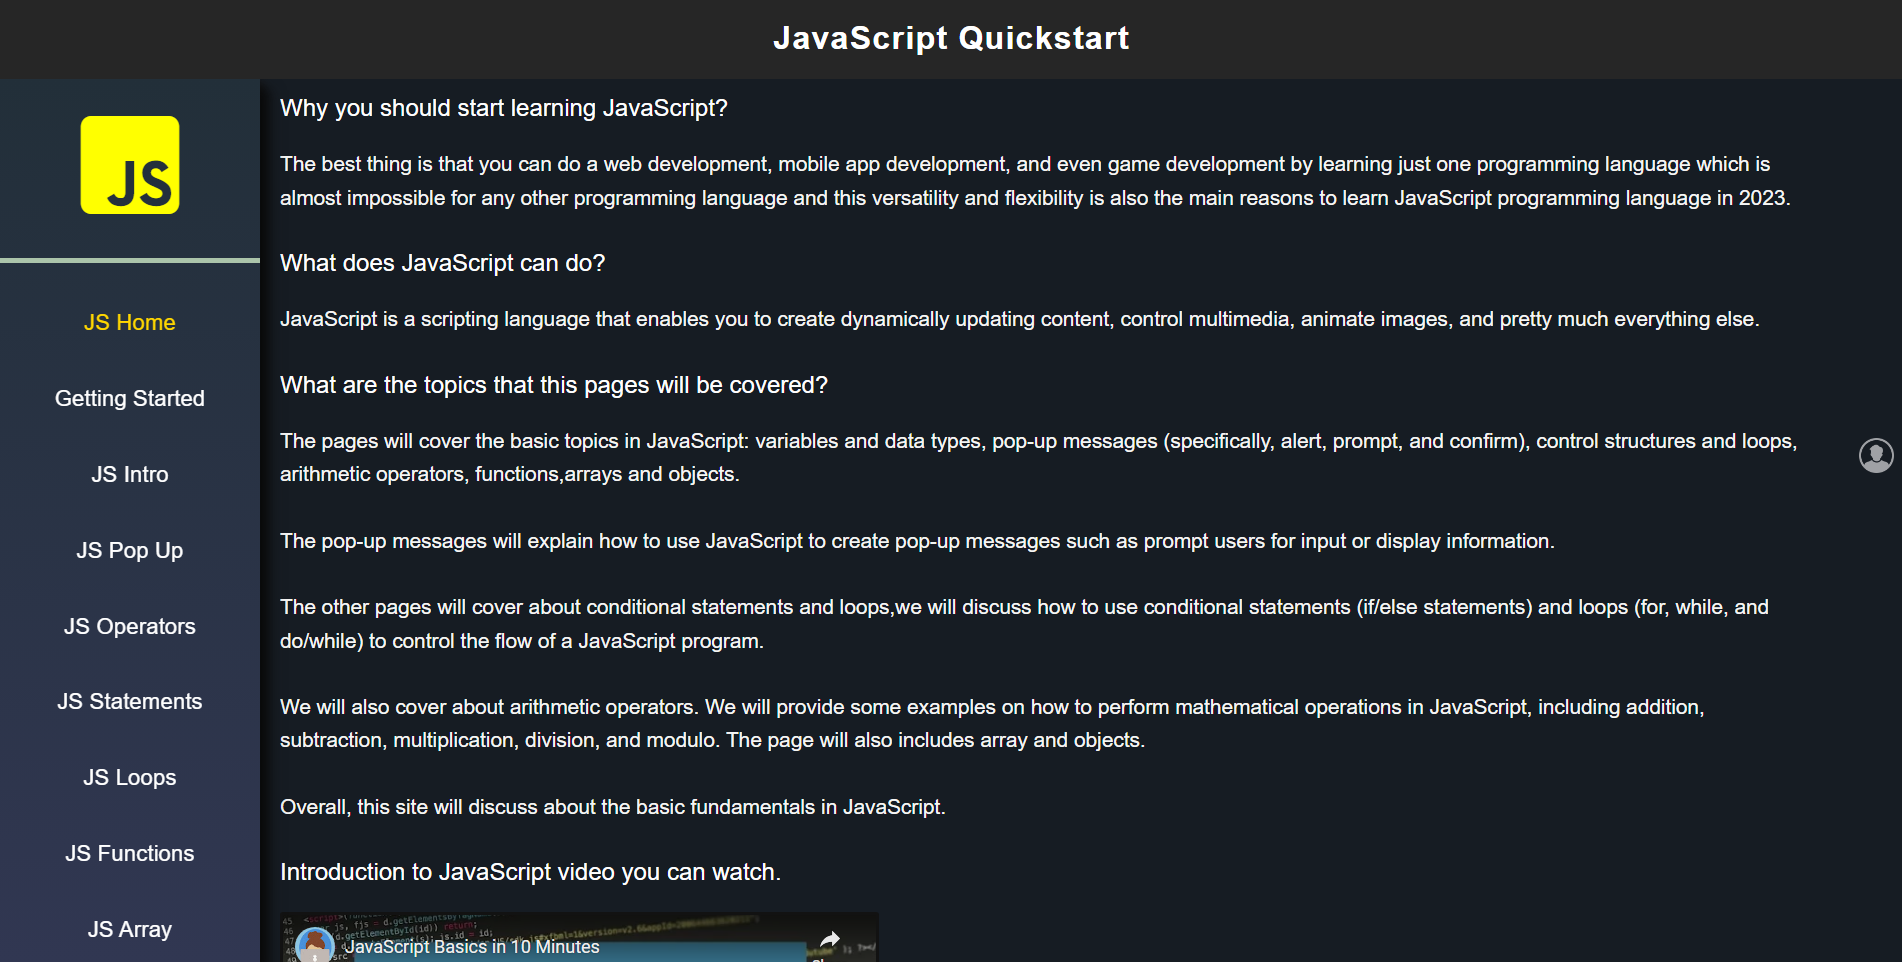 JavaScript Quickstart
JS
JS Home
Getting Started
JS Intro
JS Pop Up
JS Operators
JS Statements
JS Loops
JS Functions
JS Array
Why you should start learning JavaScript?
The best thing is that you can do a web development, mobile app development, and even game development by learning just one programming language which is
almost impossible for any other programming language and this versatility and flexibility is also the main reasons to learn JavaScript programming language in 2023.
What does JavaScript can do?
JavaScript is a scripting language that enables you to create dynamically updating content, control multimedia, animate images, and pretty much everything else.
What are the topics that this pages will be covered?
The pages will cover the basic topics in JavaScript: variables and data types, pop-up messages (specifically, alert, prompt, and confirm), control structures and loops,
arithmetic operators, functions,arrays and objects.
The pop-up messages will explain how to use JavaScript to create pop-up messages such as prompt users for input or display information.
The other pages will cover about conditional statements and loops,we will discuss how to use conditional statements (if/else statements) and loops (for, while, and
do/while) to control the flow of a JavaScript program.
We will also cover about arithmetic operators. We will provide some examples on how to perform mathematical operations in JavaScript, including addition,
subtraction, multiplication, division, and modulo. The page will also includes array and objects.
Overall, this site will discuss about the basic fundamentals in JavaScript.
Introduction to JavaScript video you can watch.
JavaScript Basics in 10 Minutes